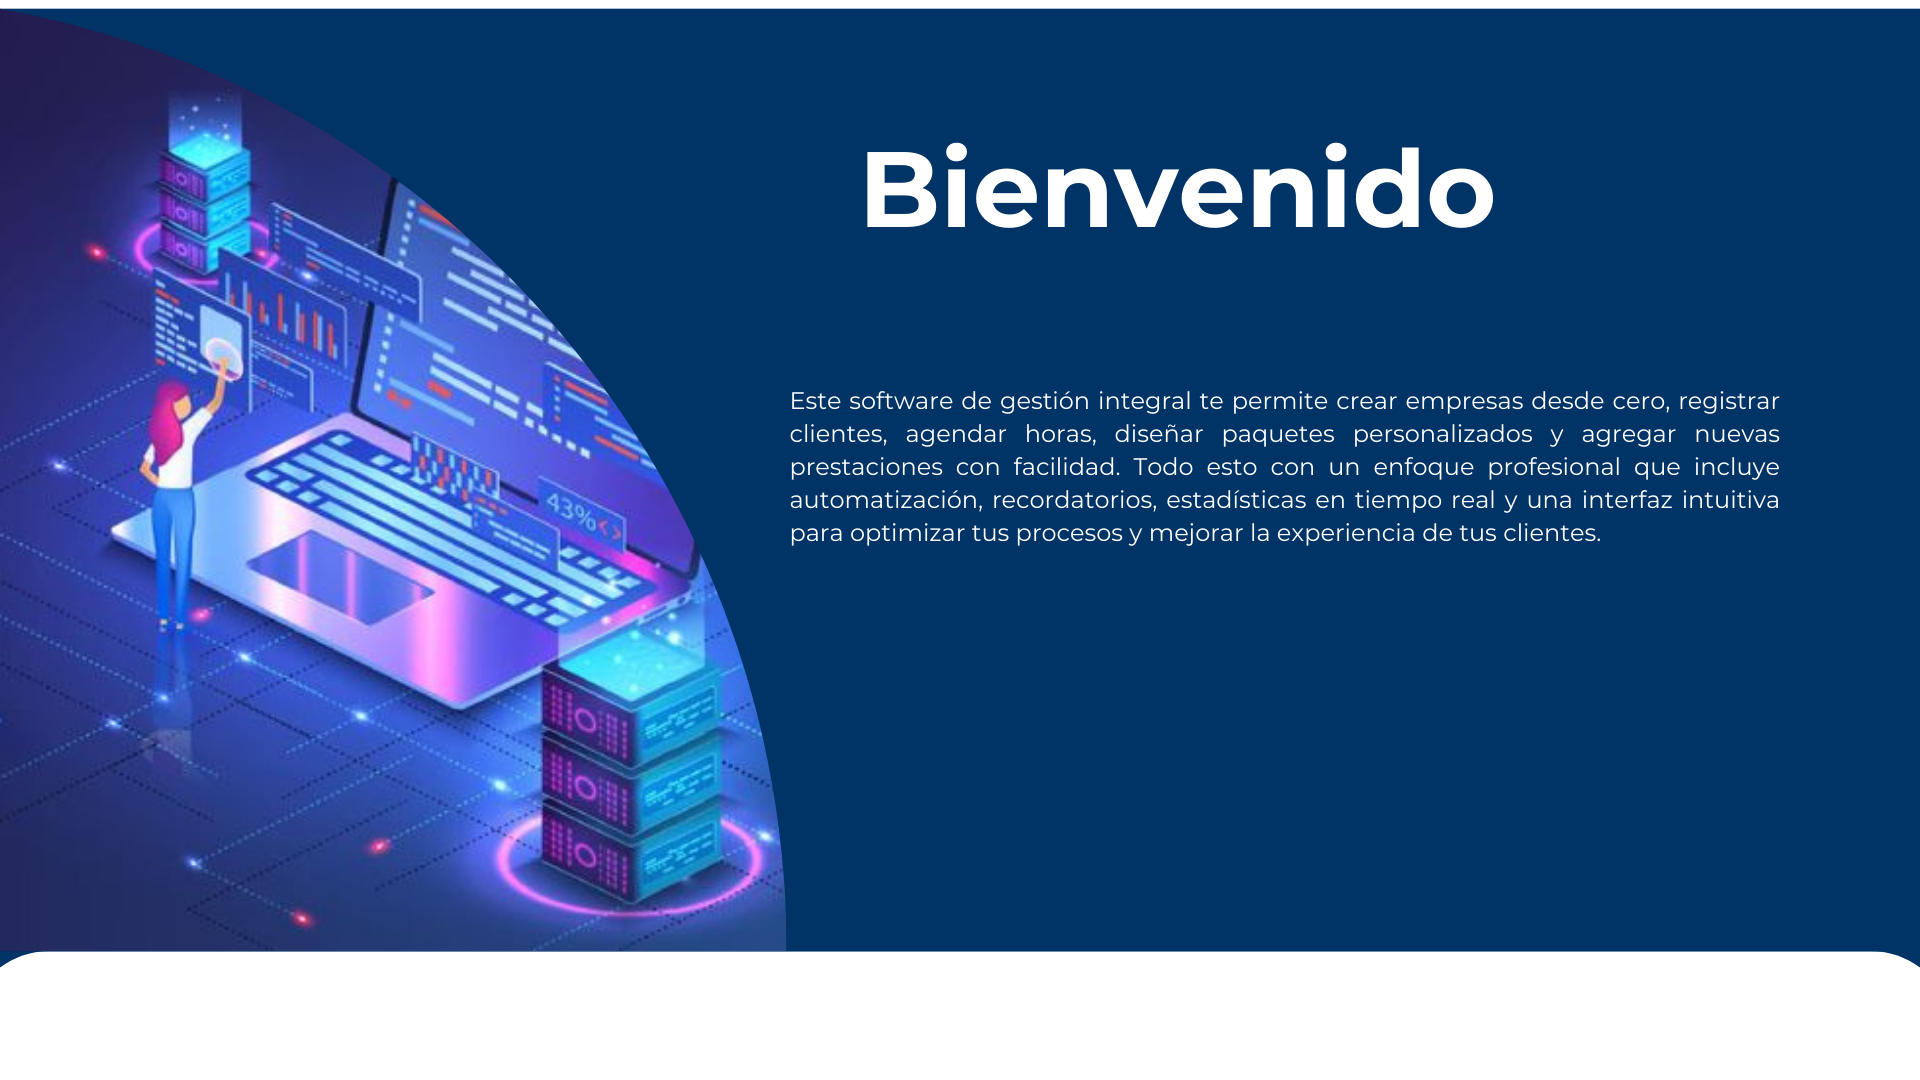 Bienvenido
Este software de gestión integral te permite crear empresas desde cero, registrar
clientes, agendar horas, diseñar paquetes personalizados y agregar nuevas
prestaciones con facilidad. Todo esto con un enfoque profesional que incluye
automatización, recordatorios, estadísticas en tiempo real y una interfaz intuitiva
para optimizar tus procesos y mejorar la experiencia de tus clientes.
43%<>